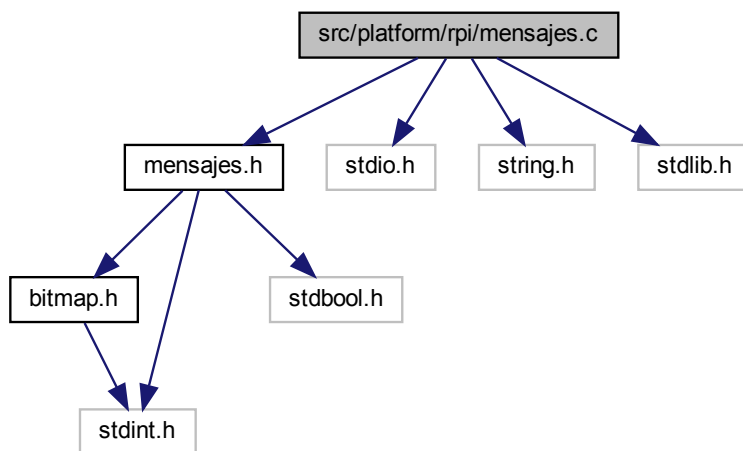 src/platform/rpi/mensajes.c
mensajes.h
stdio.h
string.h
stdlib.h
bitmap.h
stdbool.h
stdint.h